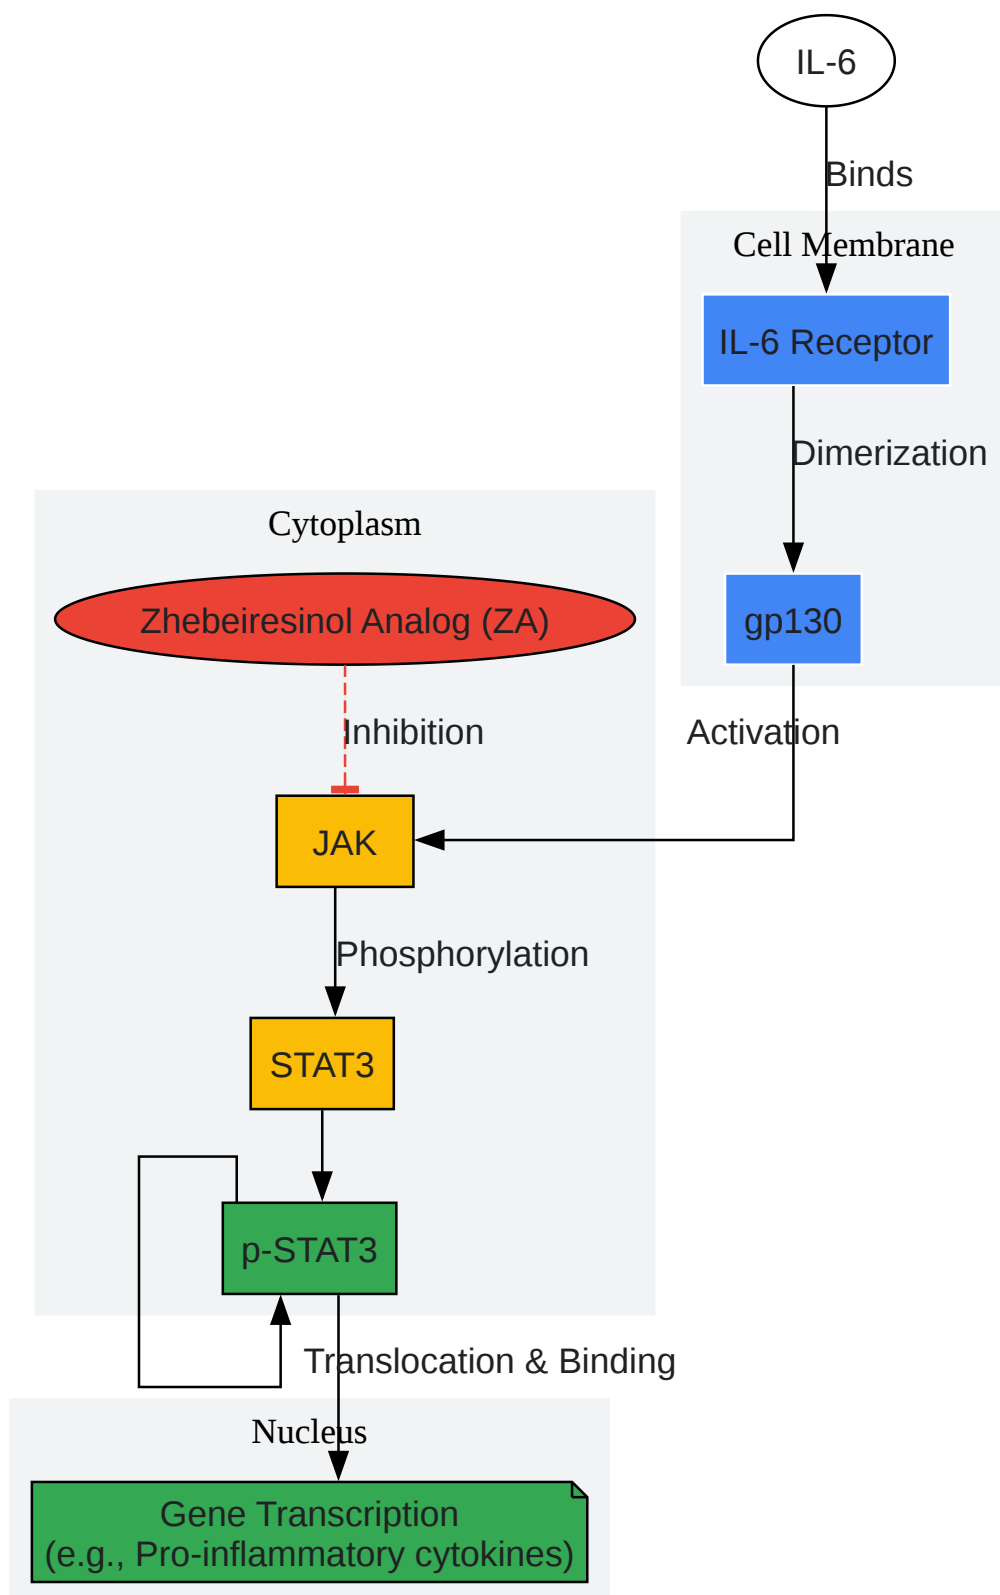 IL-6
Binds
Cell Membrane
IL-6 Receptor
Dimerization
Cytoplasm
Zhebeiresinol Analog (ZA)
gp130
Inhibition
Activation
JAK
Phosphorylation
STAT3
p-STAT3
Translocation & Binding
Nucleus
Gene Transcription
(e.g., Pro-inflammatory cytokines)